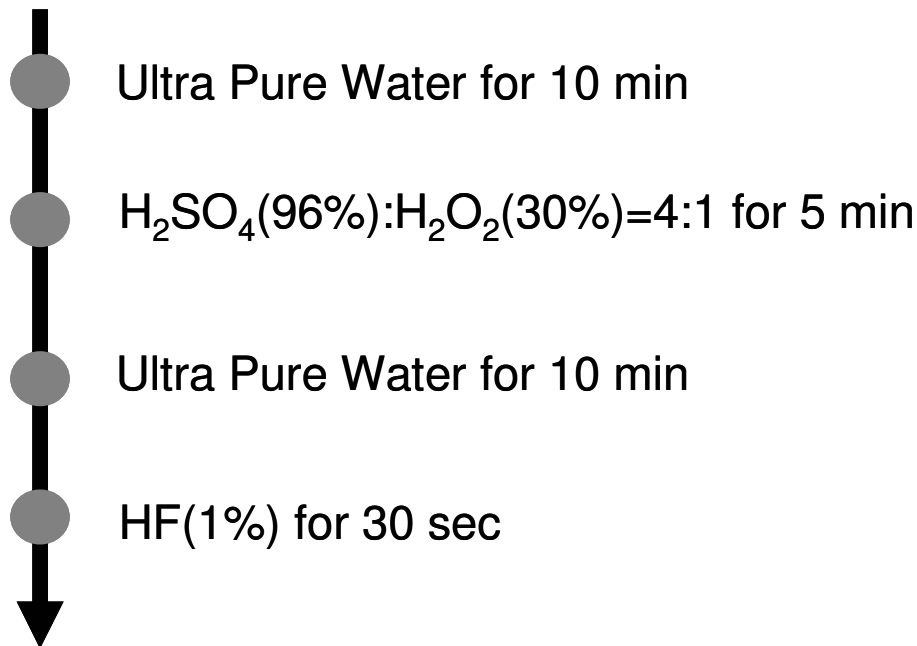 Ultra Pure Water for 10 min
H₂SO₄(96%):H₂O₂(30%)=4:1 for 5 min
Ultra Pure Water for 10 min
HF(1%) for 30 sec